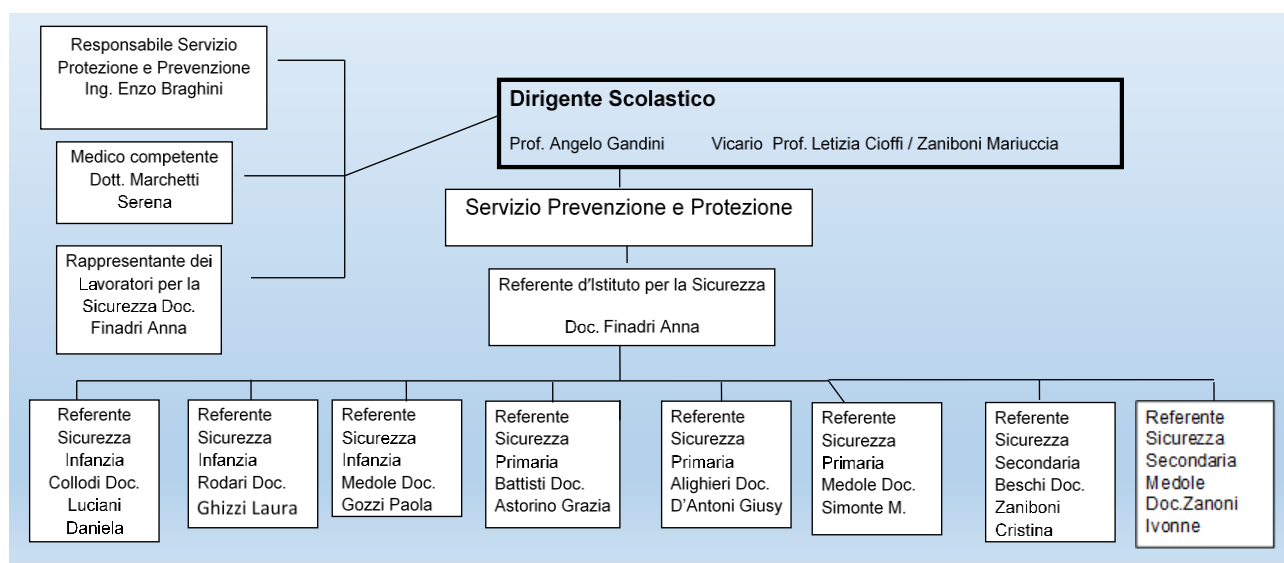 Responsabile Servizio
Protezione e Prevenzione
Ing. Enzo Braghini
Dirigente Scolastico
Prof. Angelo Gandini Vicario Prof. Letizia Cioffi / Zaniboni Mariuccia
Medico competente
Dott. Marchetti
Serena
Servizio Prevenzione e Protezione
Rappresentante dei
Lavoratori per la
Sicurezza Doc.
Finadri Anna
Referente d'Istituto per la Sicurezza
Doc. Finadri Anna
Referente
Sicurezza
Infanzia
Collodi Doc.
Luciani
Daniela
Referente
Sicurezza
Infanzia
Rodari Doc.
Ghizzi Laura
Referente
Sicurezza
Infanzia
Medole Doc.
Gozzi Paola
Referente
Sicurezza
Primaria
Battisti Doc.
Astorino Grazia
Referente
Sicurezza
Primaria
Alighieri Doc.
D'Antoni Giusy
Referente
Sicurezza
Primaria
Medole Doc.
Simonte M.
Referente
Sicurezza
Secondaria
Beschi Doc.
Zaniboni
Cristina
Referente
Sicurezza
Secondaria
Medole
Doc.Zanoni
Ivonne